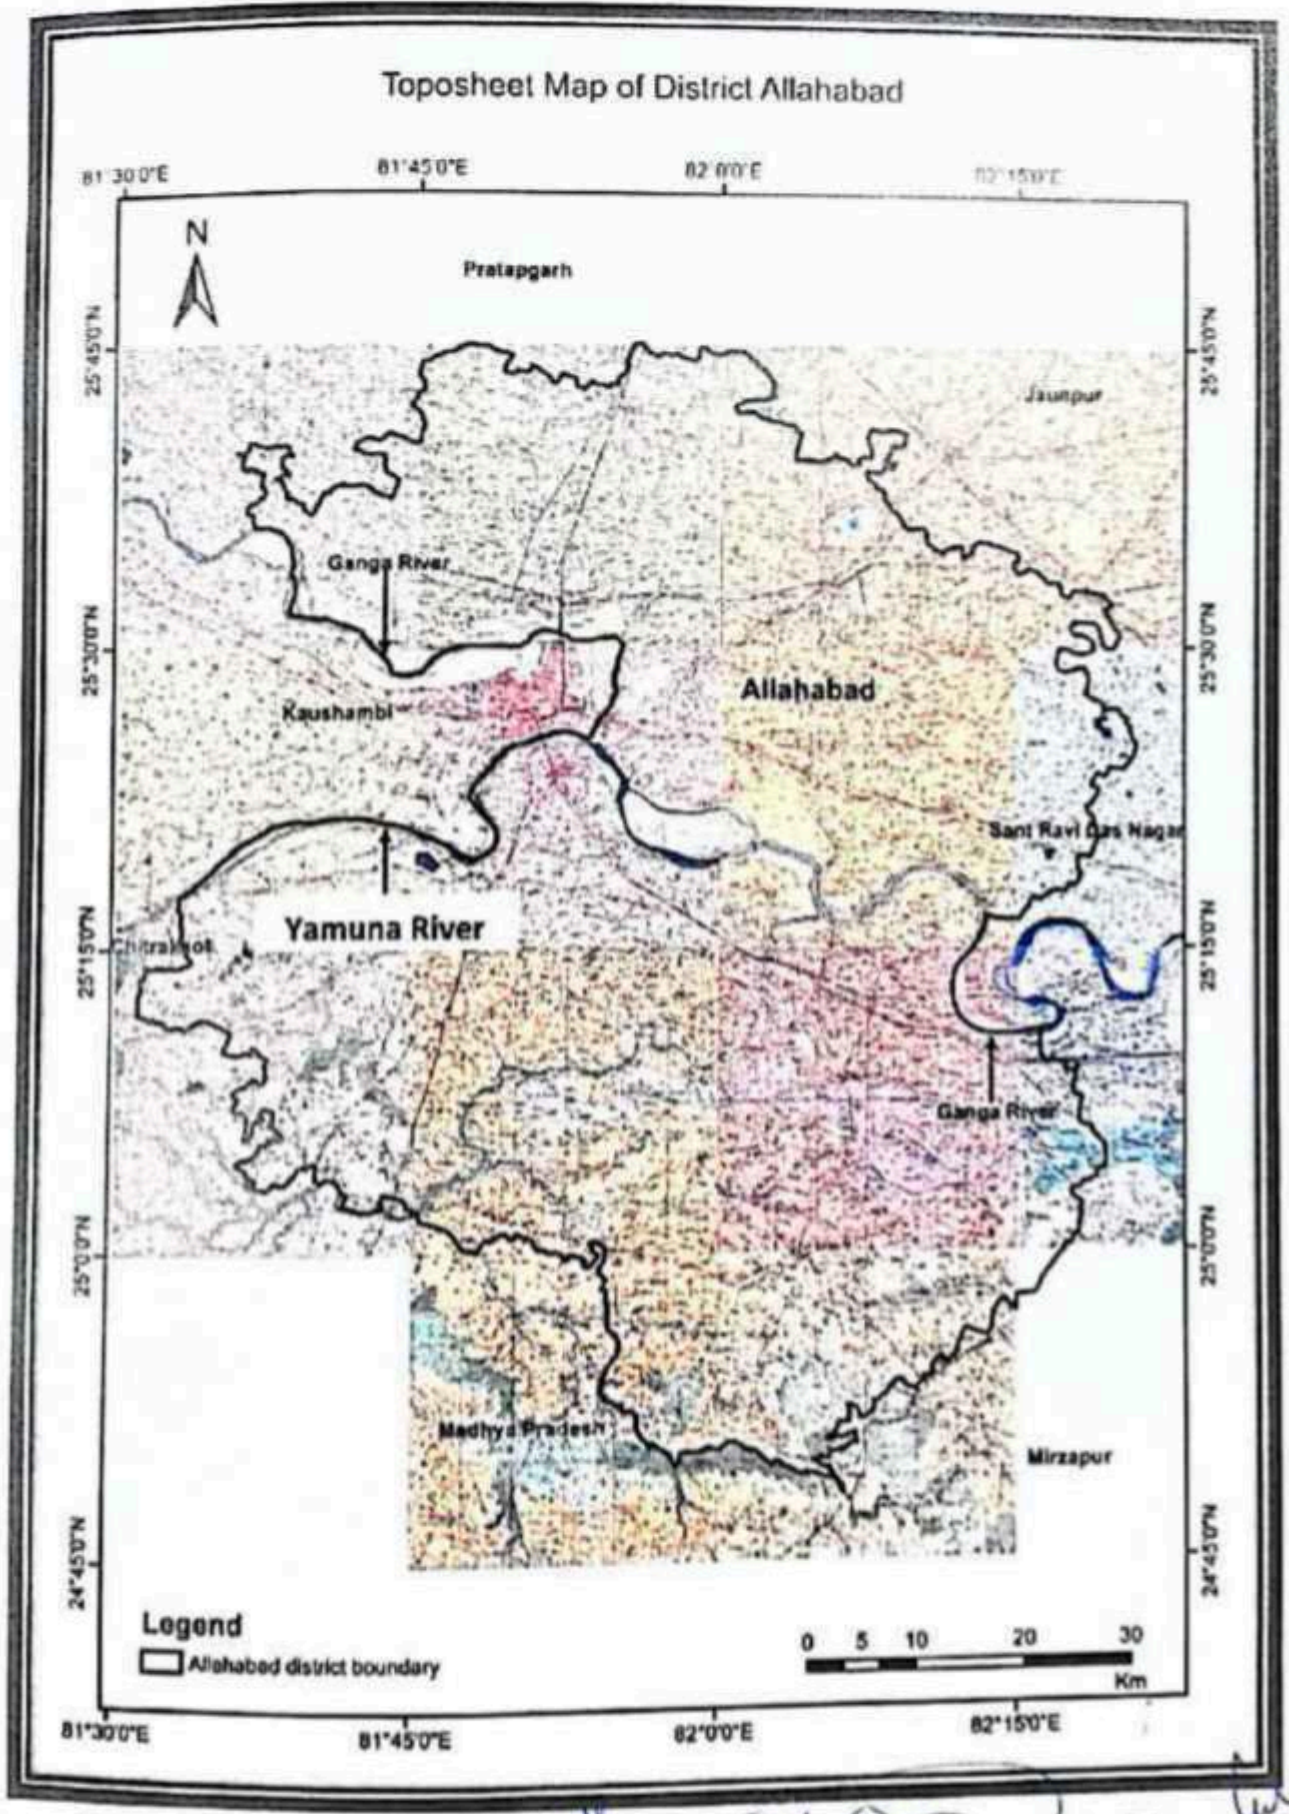 Toposheet Map of District Allahabad
81°30'0"E 81°45'0"E 82°0'0"E 82°15'0"E
N
Pratapgarh
25°45'0"N 25°45'0"N
Jaunpur
Ganga River
25°30'0"N 25°30'0"N
Allahabad
Kaushambi
Sant Ravi Das Nagar
Yamuna River
Chitrakoot
25°15'0"N 25°15'0"N
Ganga River
25°0'0"N 25°0'0"N
Madhya Pradesh
Mirzapur
24°45'0"N 24°45'0"N
Legend
Allahabad district boundary
0 5 10 20 30
Km
81°30'0"E 81°45'0"E 82°0'0"E 82°15'0"E